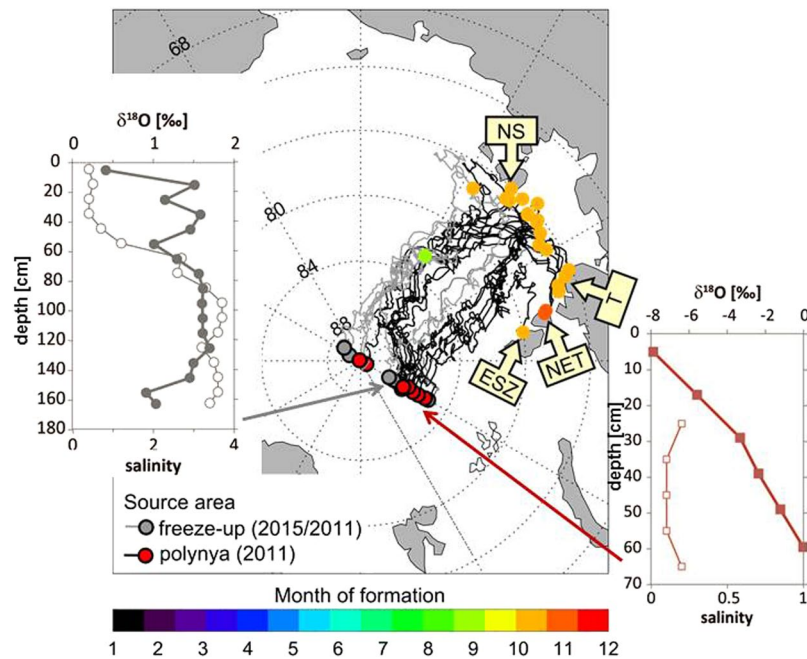 68
80
84
88
NS
T
NET
ESZ
δ¹⁸O [‰]
0 1 2
0
20
40
60
80
100
120
140
160
180
depth [cm]
0 2 4
salinity
δ¹⁸O [‰]
-8 -6 -4 -2 0
0
10
20
30
40
50
60
70
depth [cm]
0 0.5 1
salinity
Source area
freeze-up (2015/2011)
polynya (2011)
Month of formation
1 2 3 4 5 6 7 8 9 10 11 12